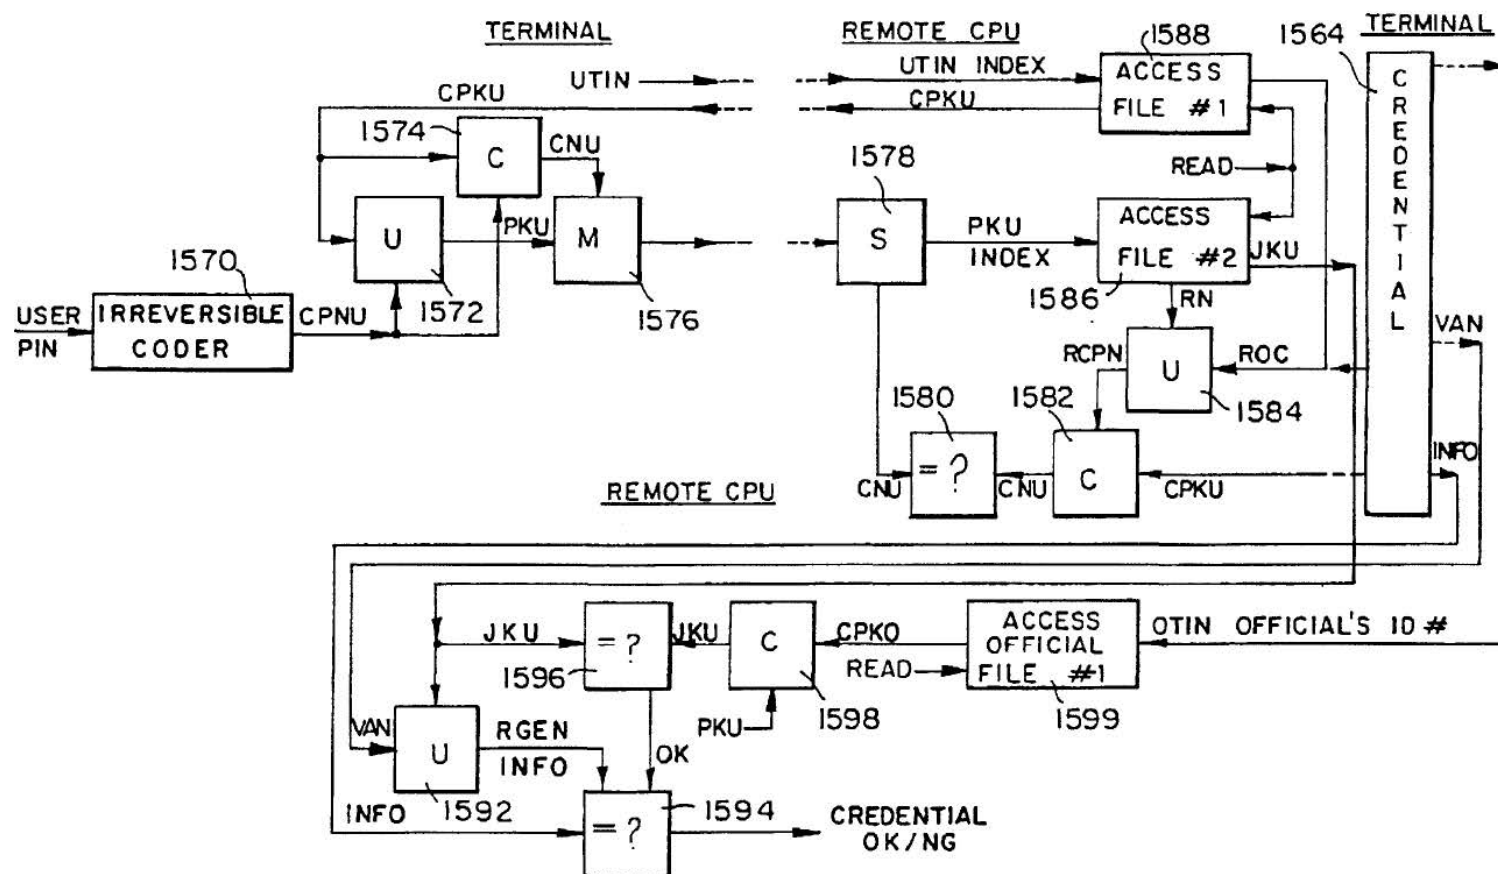 TERMINAL
REMOTE CPU
1588
1564
TERMINAL
UTIN
UTIN INDEX
ACCESS
FILE #1
CPKU
CPKU
1574
C
CNU
1578
READ
CREDENTIAL
U
PKU
M
S
PKU
INDEX
ACCESS
FILE #2
JKU
1570
1572
1576
1586
RN
USER
PIN
IRREVERSIBLE
CODER
CPNU
VAN
RCPN
U
ROC
1580
1582
1584
INFO
= ?
C
CNU
CNU
CPKU
REMOTE CPU
JKU
= ?
JKU
C
CPKO
ACCESS
OFFICIAL
FILE #1
OTIN OFFICIAL'S ID #
1596
READ
1598
1599
PKU
VAN
U
RGEN
INFO
OK
INFO
1592
= ?
1594
CREDENTIAL
OK/NG